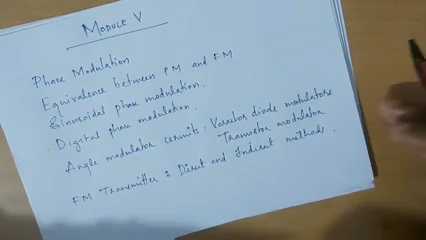 MODULE V
Phase Modulation
Equivalence between PM and FM
Sinusoidal phase modulation.
. Digital phase modulation.
Angle modulator circuits : Varactor diode modulators
Transistor modulator
FM Transmitter : Direct and Indirect methods .